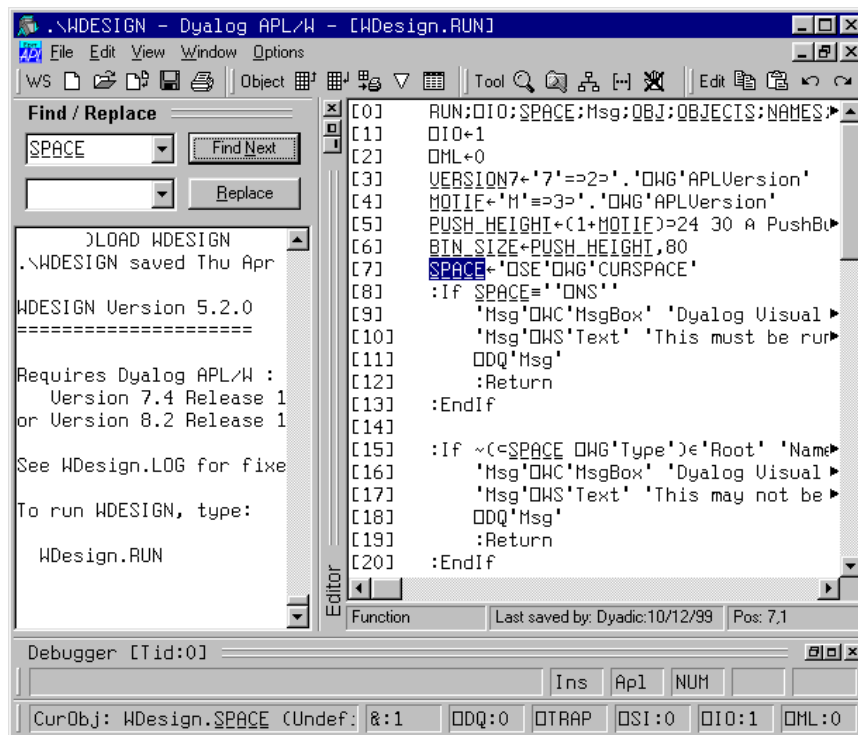 .\WDESIGN - Dyalog APL/W - [WDesign.RUN]
File Edit View Window Options
WS Object Tool Edit
Find / Replace
SPACE Find Next
Replace
)LOAD WDESIGN
.\WDESIGN saved Thu Apr
WDESIGN Version 5.2.0
=====================
Requires Dyalog APL/W :
Version 7.4 Release 1
or Version 8.2 Release 1
See WDesign.LOG for fixe
To run WDESIGN, type:
WDesign.RUN
[0] RUN;⎕IO;SPACE;Msg;OBJ;OBJECTS;NAMES;
[1] ⎕IO←1
[2] ⎕ML←0
[3] VERSION7←'7'=⊃2⊃'.'⎕WG'APLVersion'
[4] MOTIF←'M'≡⊃3⊃'.'⎕WG'APLVersion'
[5] PUSH_HEIGHT←(1+MOTIF)⊃24 30 ⍝ PushBu
[6] BTN_SIZE←PUSH_HEIGHT,80
[7] SPACE←'⎕SE'⎕WG'CURSPACE'
[8] :If SPACE≡''⎕NS''
[9] 'Msg'⎕WC'MsgBox' 'Dyalog Visual
[10] 'Msg'⎕WS'Text' 'This must be run
[11] ⎕DQ'Msg'
[12] :Return
[13] :EndIf
[14]
[15] :If ~(⊂SPACE ⎕WG'Type')∊'Root' 'Name
[16] 'Msg'⎕WC'MsgBox' 'Dyalog Visual
[17] 'Msg'⎕WS'Text' 'This may not be
[18] ⎕DQ'Msg'
[19] :Return
[20] :EndIf
Editor
Function Last saved by: Dyadic:10/12/99 Pos: 7,1
Debugger [Tid:0]
Ins Apl NUM
CurObj: WDesign.SPACE (Undef: &:1 ⎕DQ:0 ⎕TRAP ⎕SI:0 ⎕IO:1 ⎕ML:0